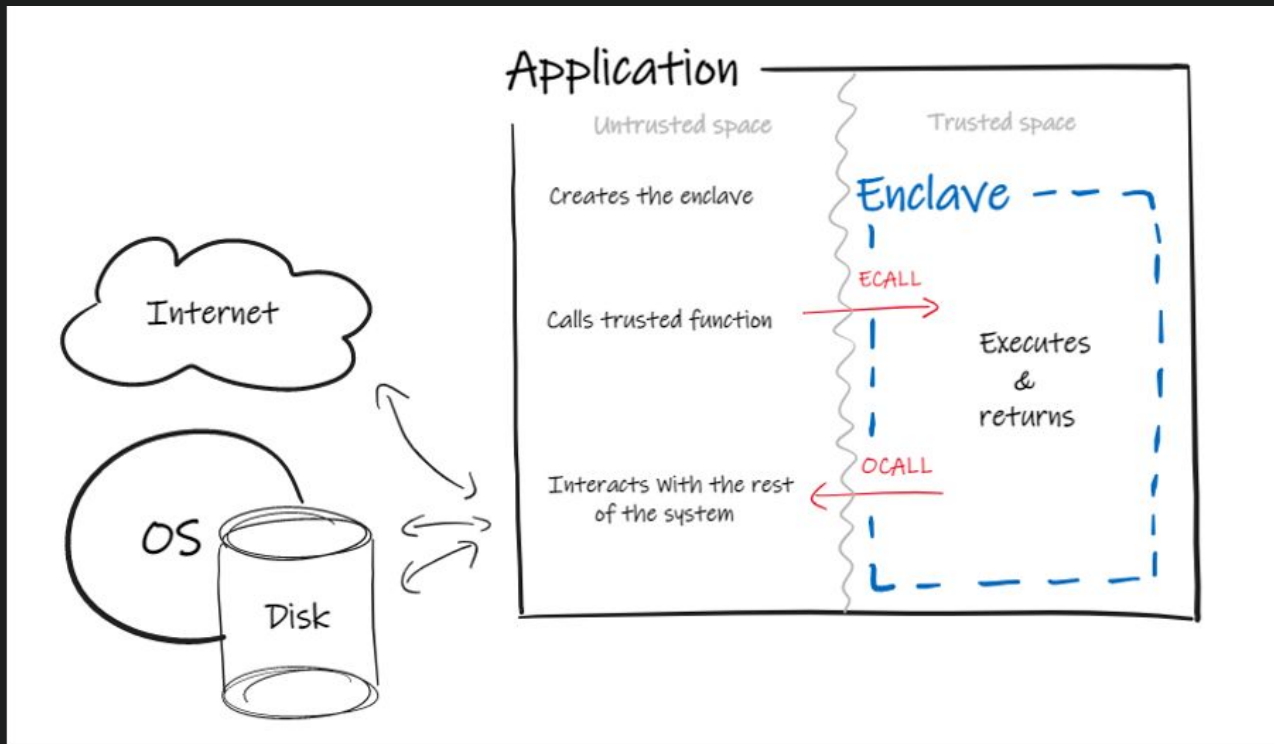 Application
Untrusted space
Trusted space
Creates the enclave
Enclave
ECALL
Calls trusted function
Executes
&
returns
OCALL
Interacts with the rest
of the system
Internet
OS
Disk